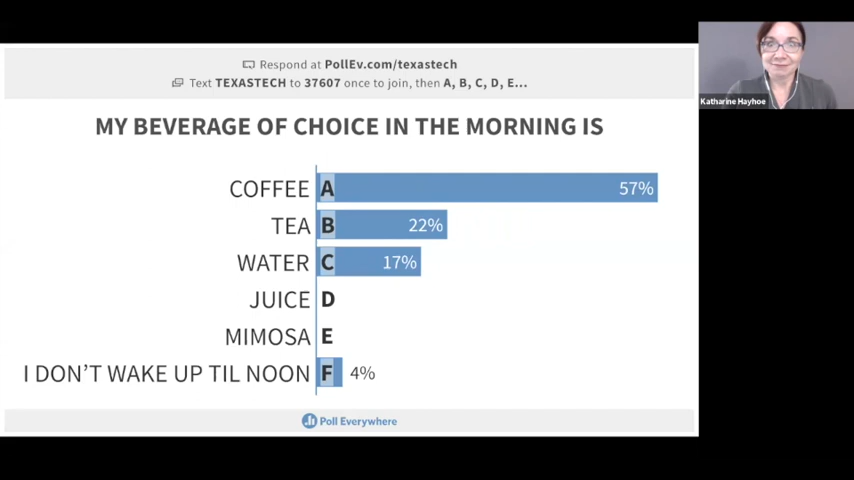 Respond at PollEv.com/texastech
Text TEXASTECH to 37607 once to join, then A, B, C, D, E...
Katharine Hayhoe
MY BEVERAGE OF CHOICE IN THE MORNING IS
COFFEE A 57%
TEA B 22%
WATER C 17%
JUICE D
MIMOSA E
I DON'T WAKE UP TIL NOON F 4%
Poll Everywhere